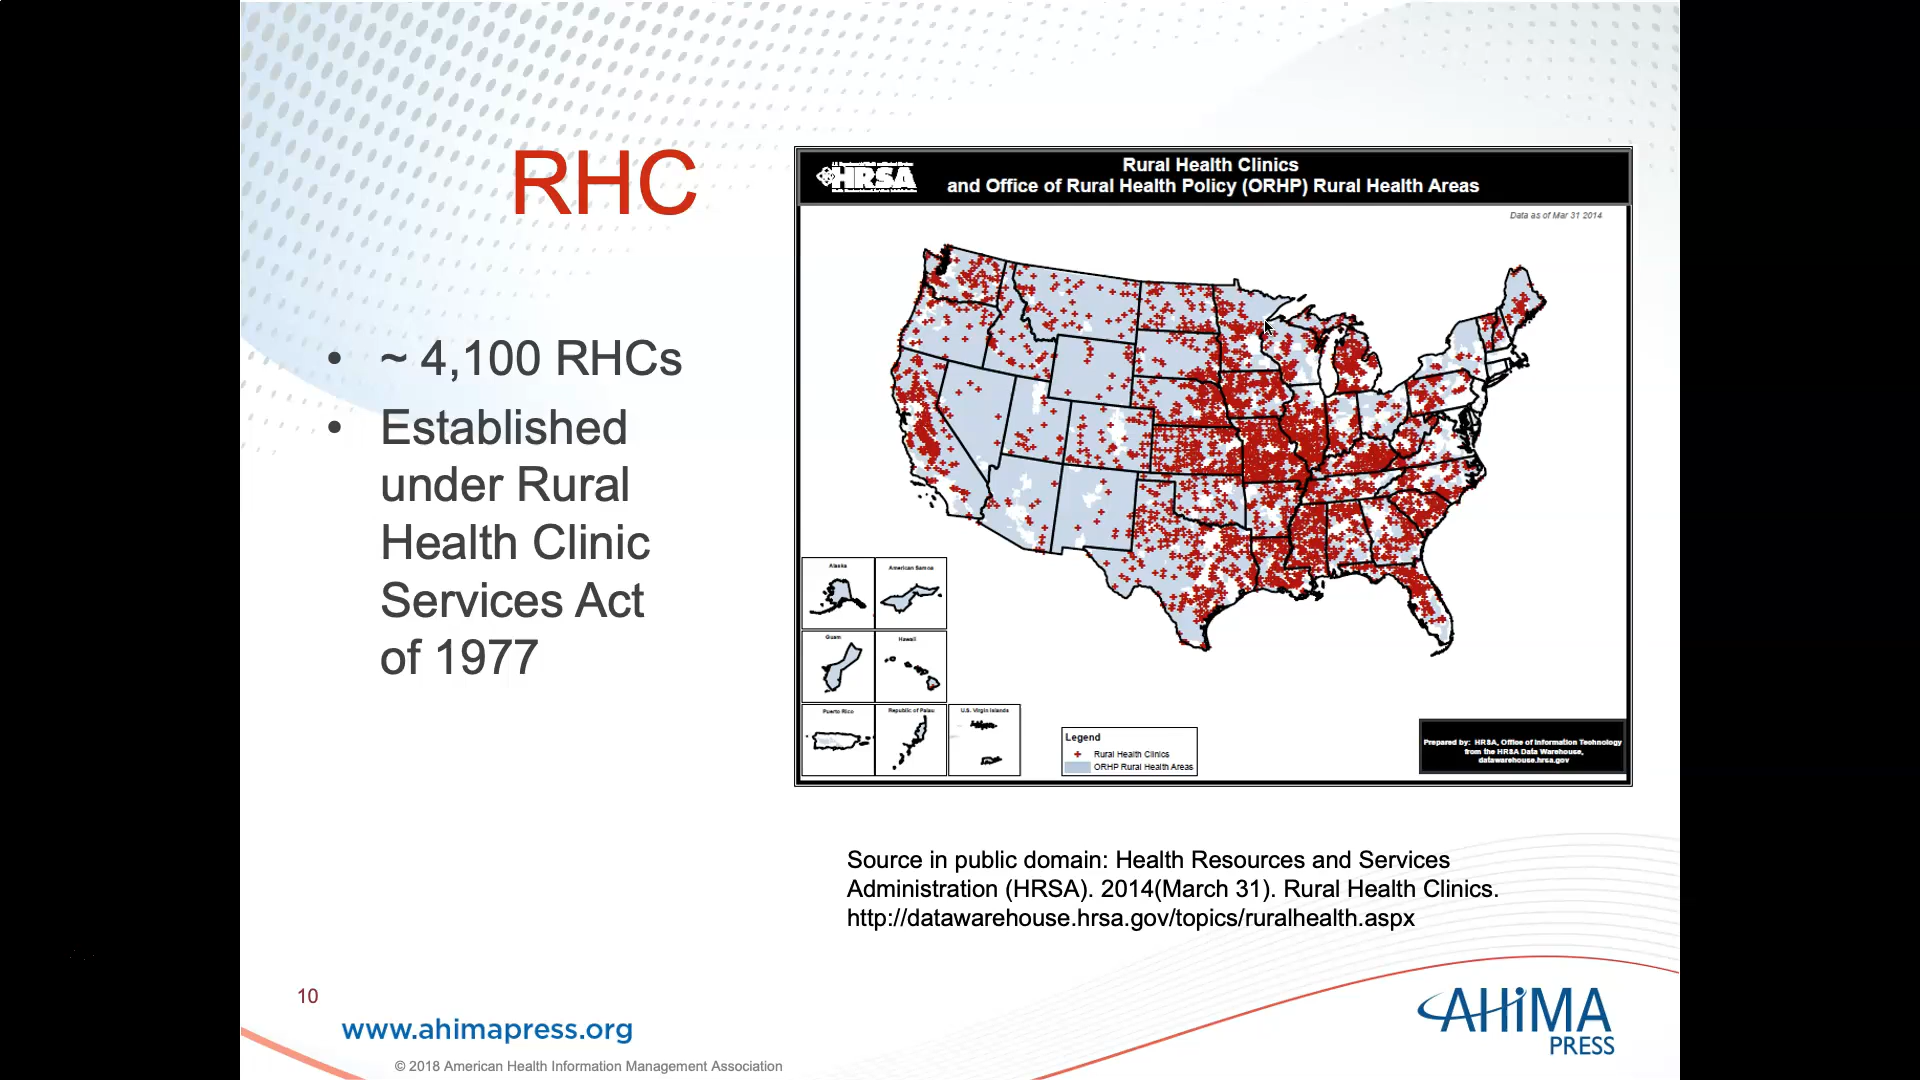 RHC
• ~ 4,100 RHCs
• Established
under Rural
Health Clinic
Services Act
of 1977
HRSA
Rural Health Clinics
and Office of Rural Health Policy (ORHP) Rural Health Areas
Data as of Mar 31 2014
Alaska
American Samoa
Guam
Hawaii
Puerto Rico
Republic of Palau
U.S. Virgin Islands
Legend
Rural Health Clinics
ORHP Rural Health Areas
Prepared by: HRSA, Office of Information Technology
from the HRSA Data Warehouse,
datawarehouse.hrsa.gov
Source in public domain: Health Resources and Services
Administration (HRSA). 2014(March 31). Rural Health Clinics.
http://datawarehouse.hrsa.gov/topics/ruralhealth.aspx
10
www.ahimapress.org
© 2018 American Health Information Management Association
AHiMA
PRESS